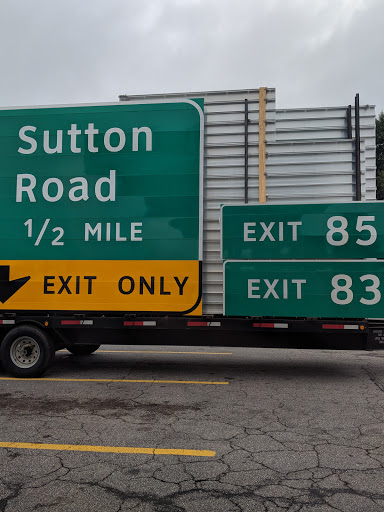 Sutton
Road
1/2 MILE
EXIT ONLY
EXIT 85
EXIT 83